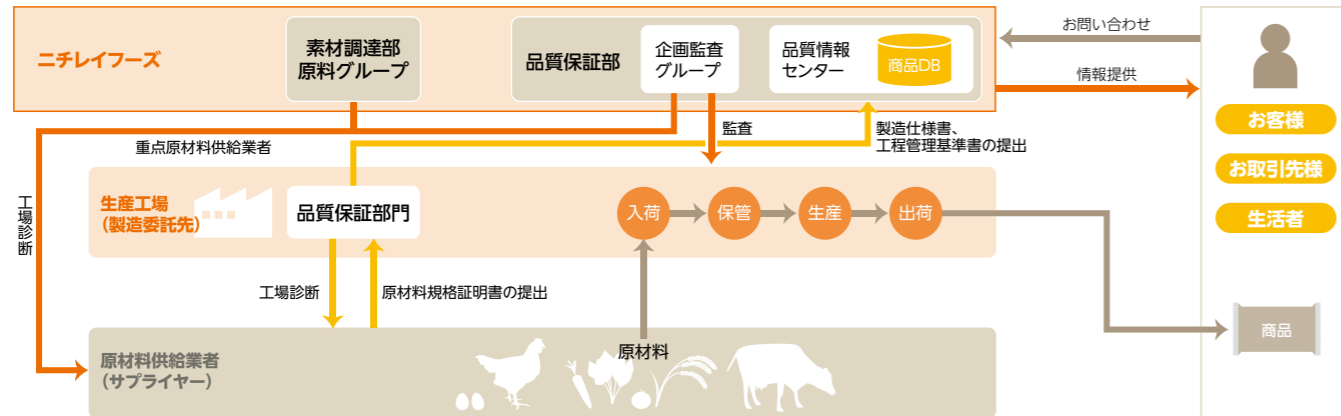 ニチレイフーズ
素材調達部
原料グループ
品質保証部
企画監査
グループ
品質情報
センター
商品DB
お問い合わせ
情報提供
お客様
お取引先様
生活者
商品
重点原材料供給業者
監査
製造仕様書、
工程管理基準書の提出
工場診断
生産工場
(製造委託先)
品質保証部門
入荷
保管
生産
出荷
工場診断
原材料規格証明書の提出
原材料供給業者
(サプライヤー)
原材料